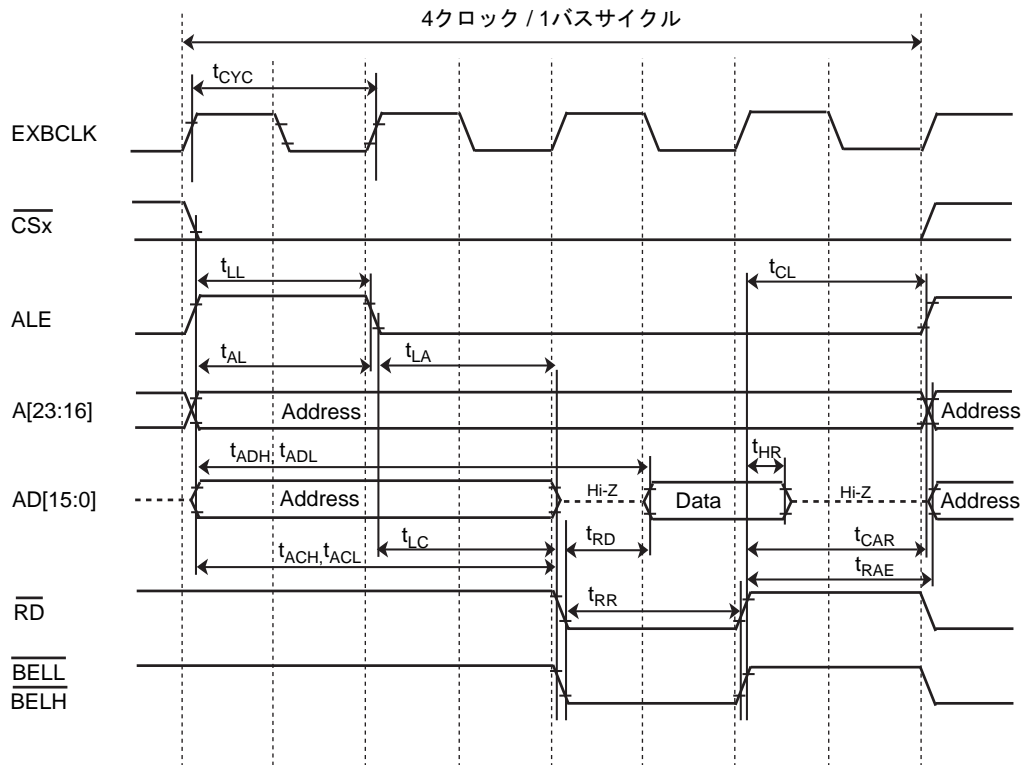 4クロック / 1バスサイクル
tCYC
EXBCLK
CSx
tLL
tCL
ALE
tAL
tLA
A[23:16]
Address
Address
tADH, tADL
tHR
AD[15:0]
Address
Hi-Z
Data
Hi-Z
Address
tLC
tRD
tCAR
tACH,tACL
tRAE
RD
tRR
BELL
BELH